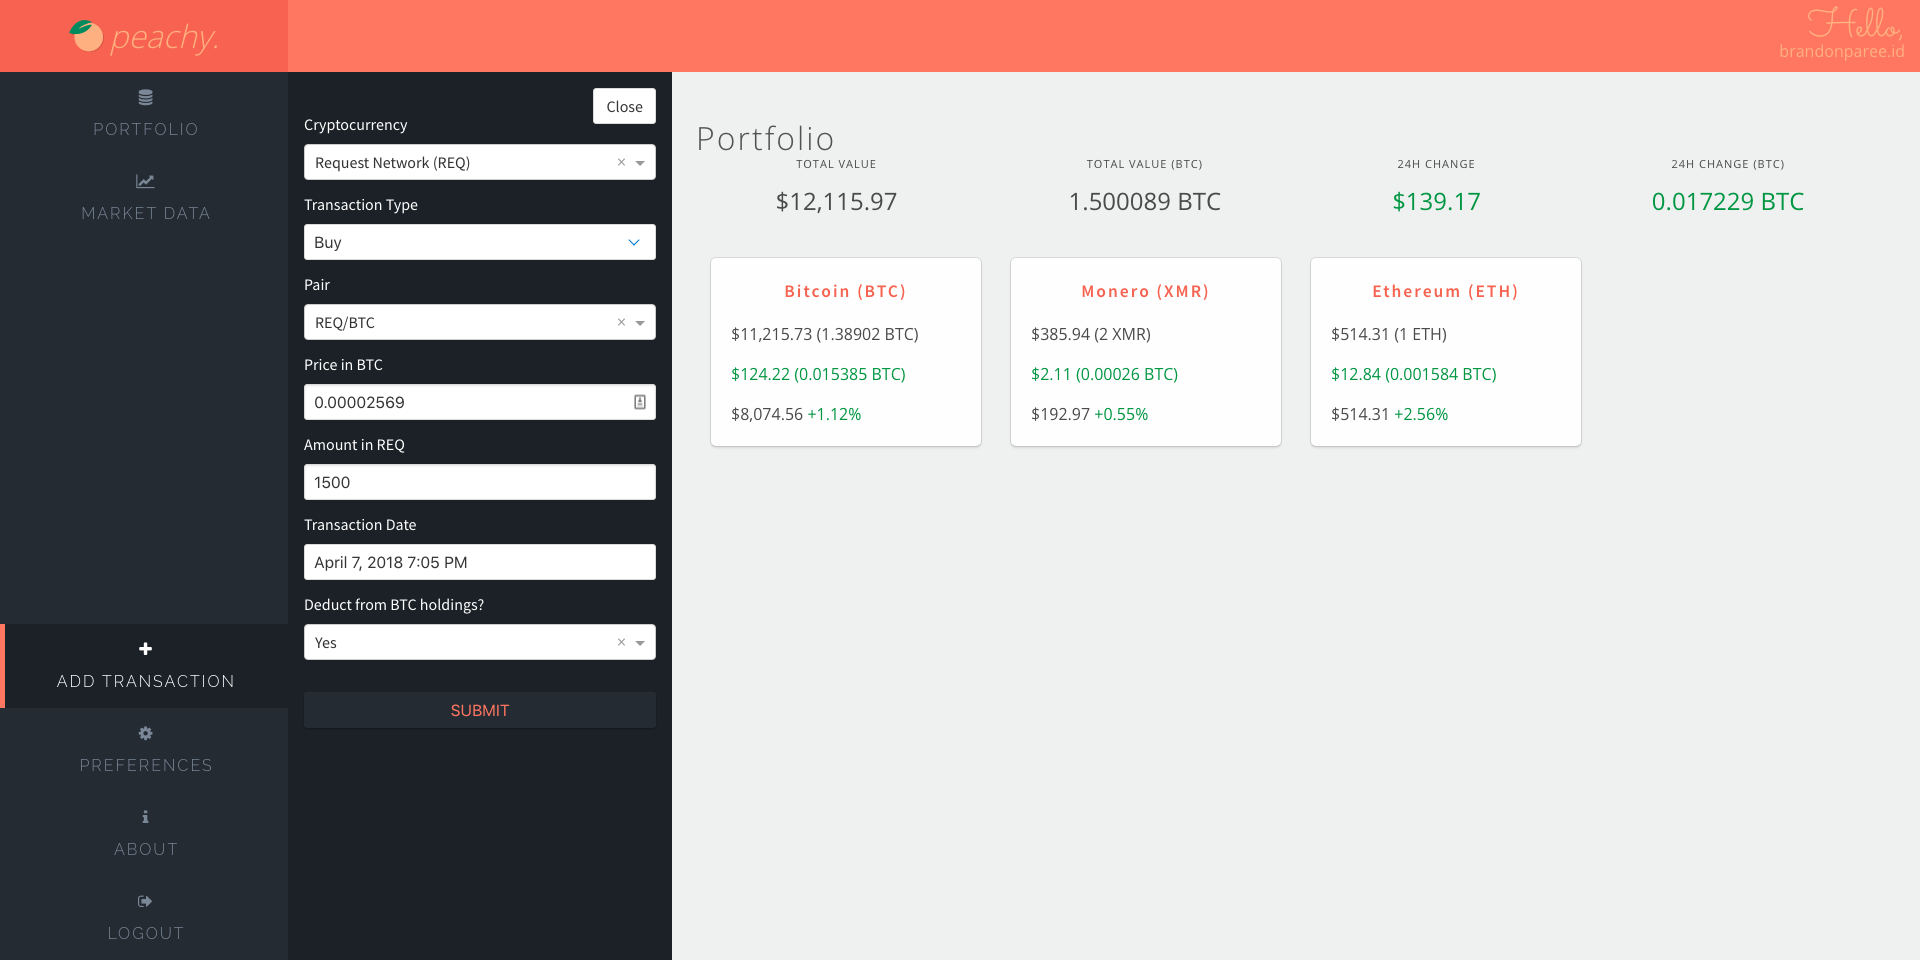 peachy.
Hello,
brandonparee.id
PORTFOLIO
MARKET DATA
ADD TRANSACTION
PREFERENCES
ABOUT
LOGOUT
Close
Cryptocurrency
Request Network (REQ)
×
Transaction Type
Buy
Pair
REQ/BTC
×
Price in BTC
0.00002569
Amount in REQ
1500
Transaction Date
April 7, 2018 7:05 PM
Deduct from BTC holdings?
Yes
×
SUBMIT
Portfolio
TOTAL VALUE
$12,115.97
TOTAL VALUE (BTC)
1.500089 BTC
24H CHANGE
$139.17
24H CHANGE (BTC)
0.017229 BTC
Bitcoin (BTC)
$11,215.73 (1.38902 BTC)
$124.22 (0.015385 BTC)
$8,074.56 +1.12%
Monero (XMR)
$385.94 (2 XMR)
$2.11 (0.00026 BTC)
$192.97 +0.55%
Ethereum (ETH)
$514.31 (1 ETH)
$12.84 (0.001584 BTC)
$514.31 +2.56%